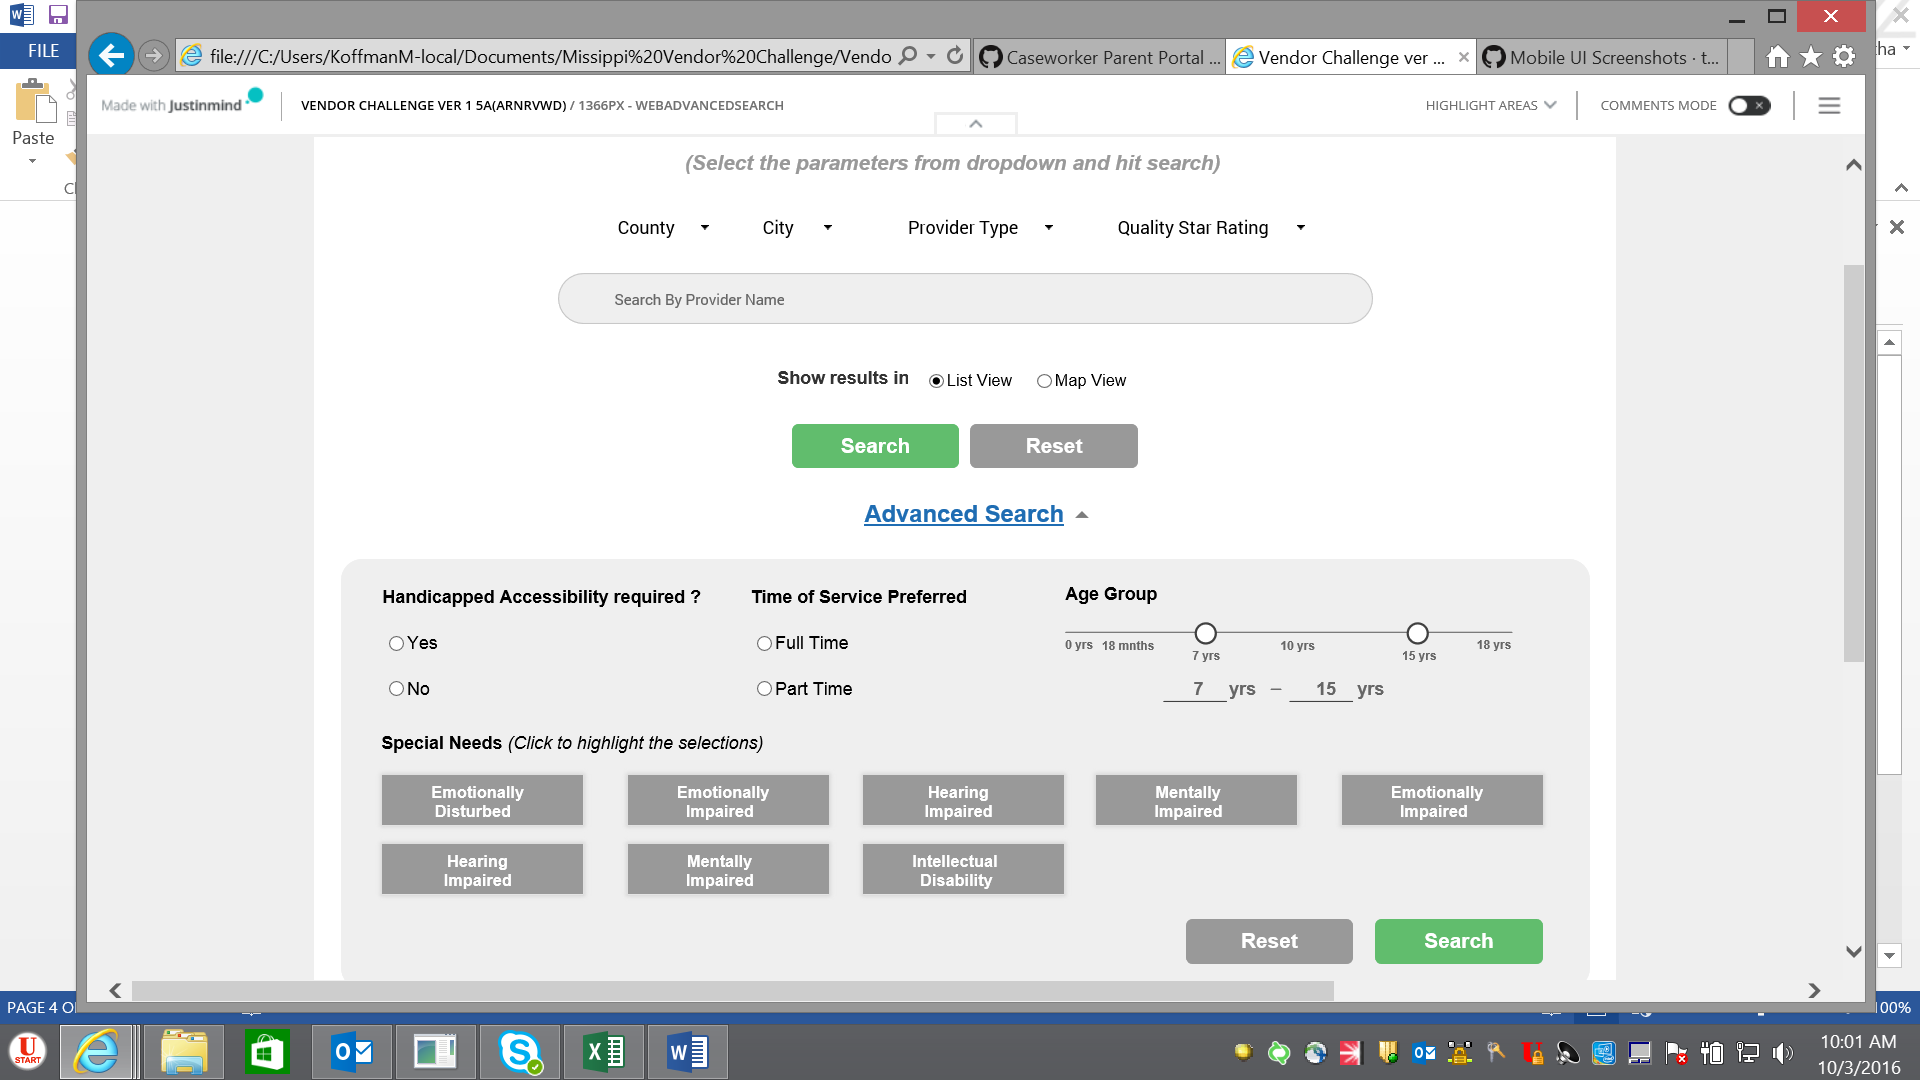 FILE
file:///C:/Users/KoffmanM-local/Documents/Missippi%20Vendor%20Challenge/Vendo
Caseworker Parent Portal ...
Vendor Challenge ver ...
Mobile UI Screenshots · t...
tha
Made with Justinmind
VENDOR CHALLENGE VER 1 5A(ARNRVWD) / 1366PX - WEBADVANCEDSEARCH
HIGHLIGHT AREAS
COMMENTS MODE
Paste
Cl
(Select the parameters from dropdown and hit search)
County
City
Provider Type
Quality Star Rating
Search By Provider Name
Show results in
List View
Map View
Search
Reset
Advanced Search
Handicapped Accessibility required ?
Time of Service Preferred
Age Group
Yes
Full Time
0 yrs
18 mnths
7 yrs
10 yrs
15 yrs
18 yrs
No
Part Time
7 yrs – 15 yrs
Special Needs (Click to highlight the selections)
Emotionally
Disturbed
Emotionally
Impaired
Hearing
Impaired
Mentally
Impaired
Emotionally
Impaired
Hearing
Impaired
Mentally
Impaired
Intellectual
Disability
Reset
Search
PAGE 4 O
100%
U
START
10:01 AM
10/3/2016